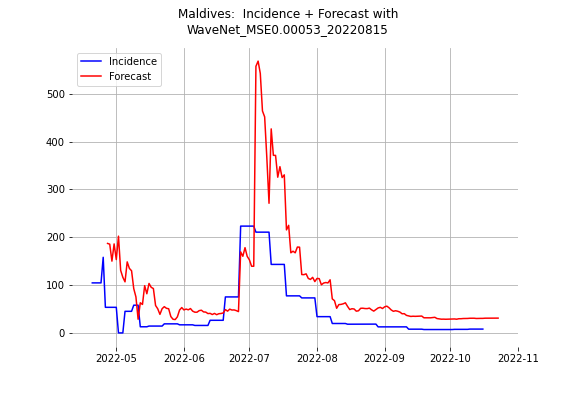 Maldives:  Incidence + Forecast with
WaveNet_MSE0.00053_20220815
Incidence
Forecast
500
400
300
200
100
0
2022-05 2022-06 2022-07 2022-08 2022-09 2022-10 2022-11